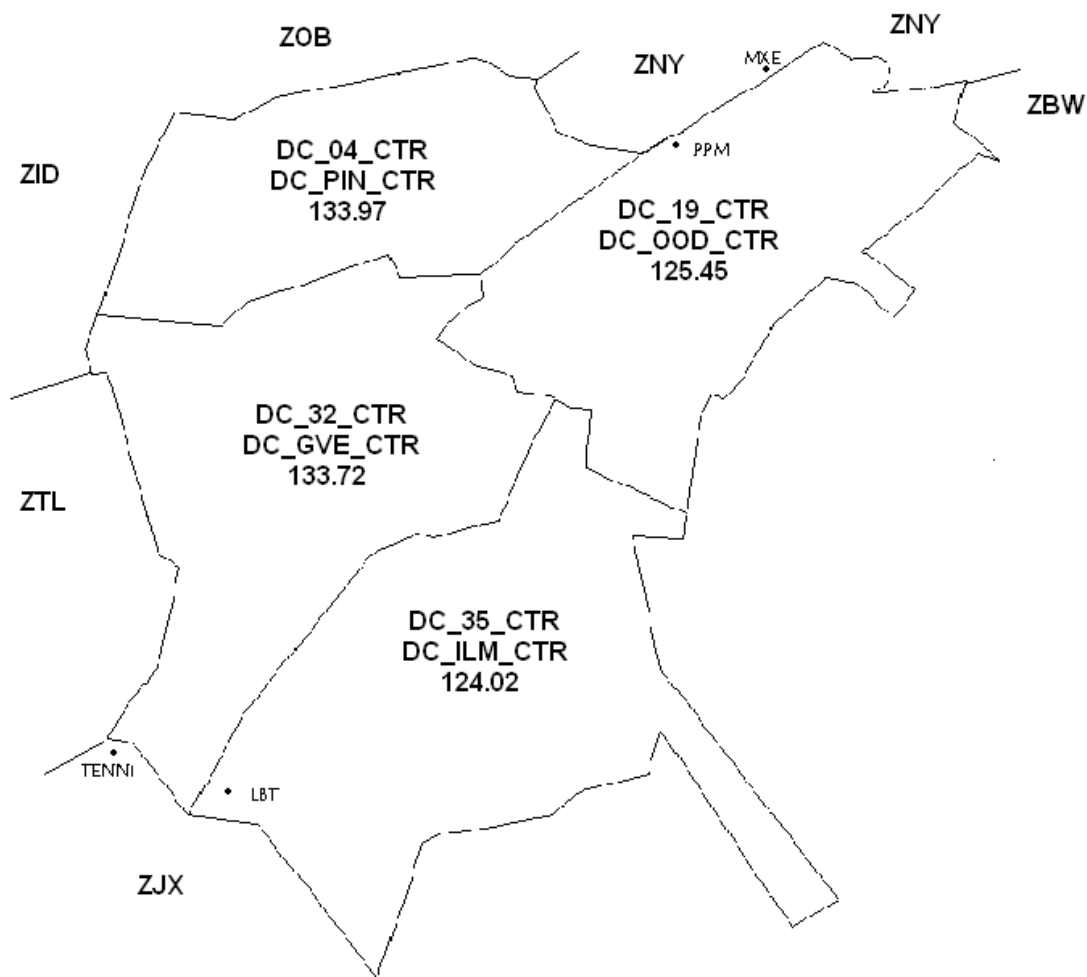 ZNY
ZOB
ZNY
MXE
ZBW
DC_04_CTR
DC_PIN_CTR
133.97
PPM
ZID
DC_19_CTR
DC_OOD_CTR
125.45
DC_32_CTR
DC_GVE_CTR
133.72
ZTL
DC_35_CTR
DC_ILM_CTR
124.02
TENNI
LBT
ZJX